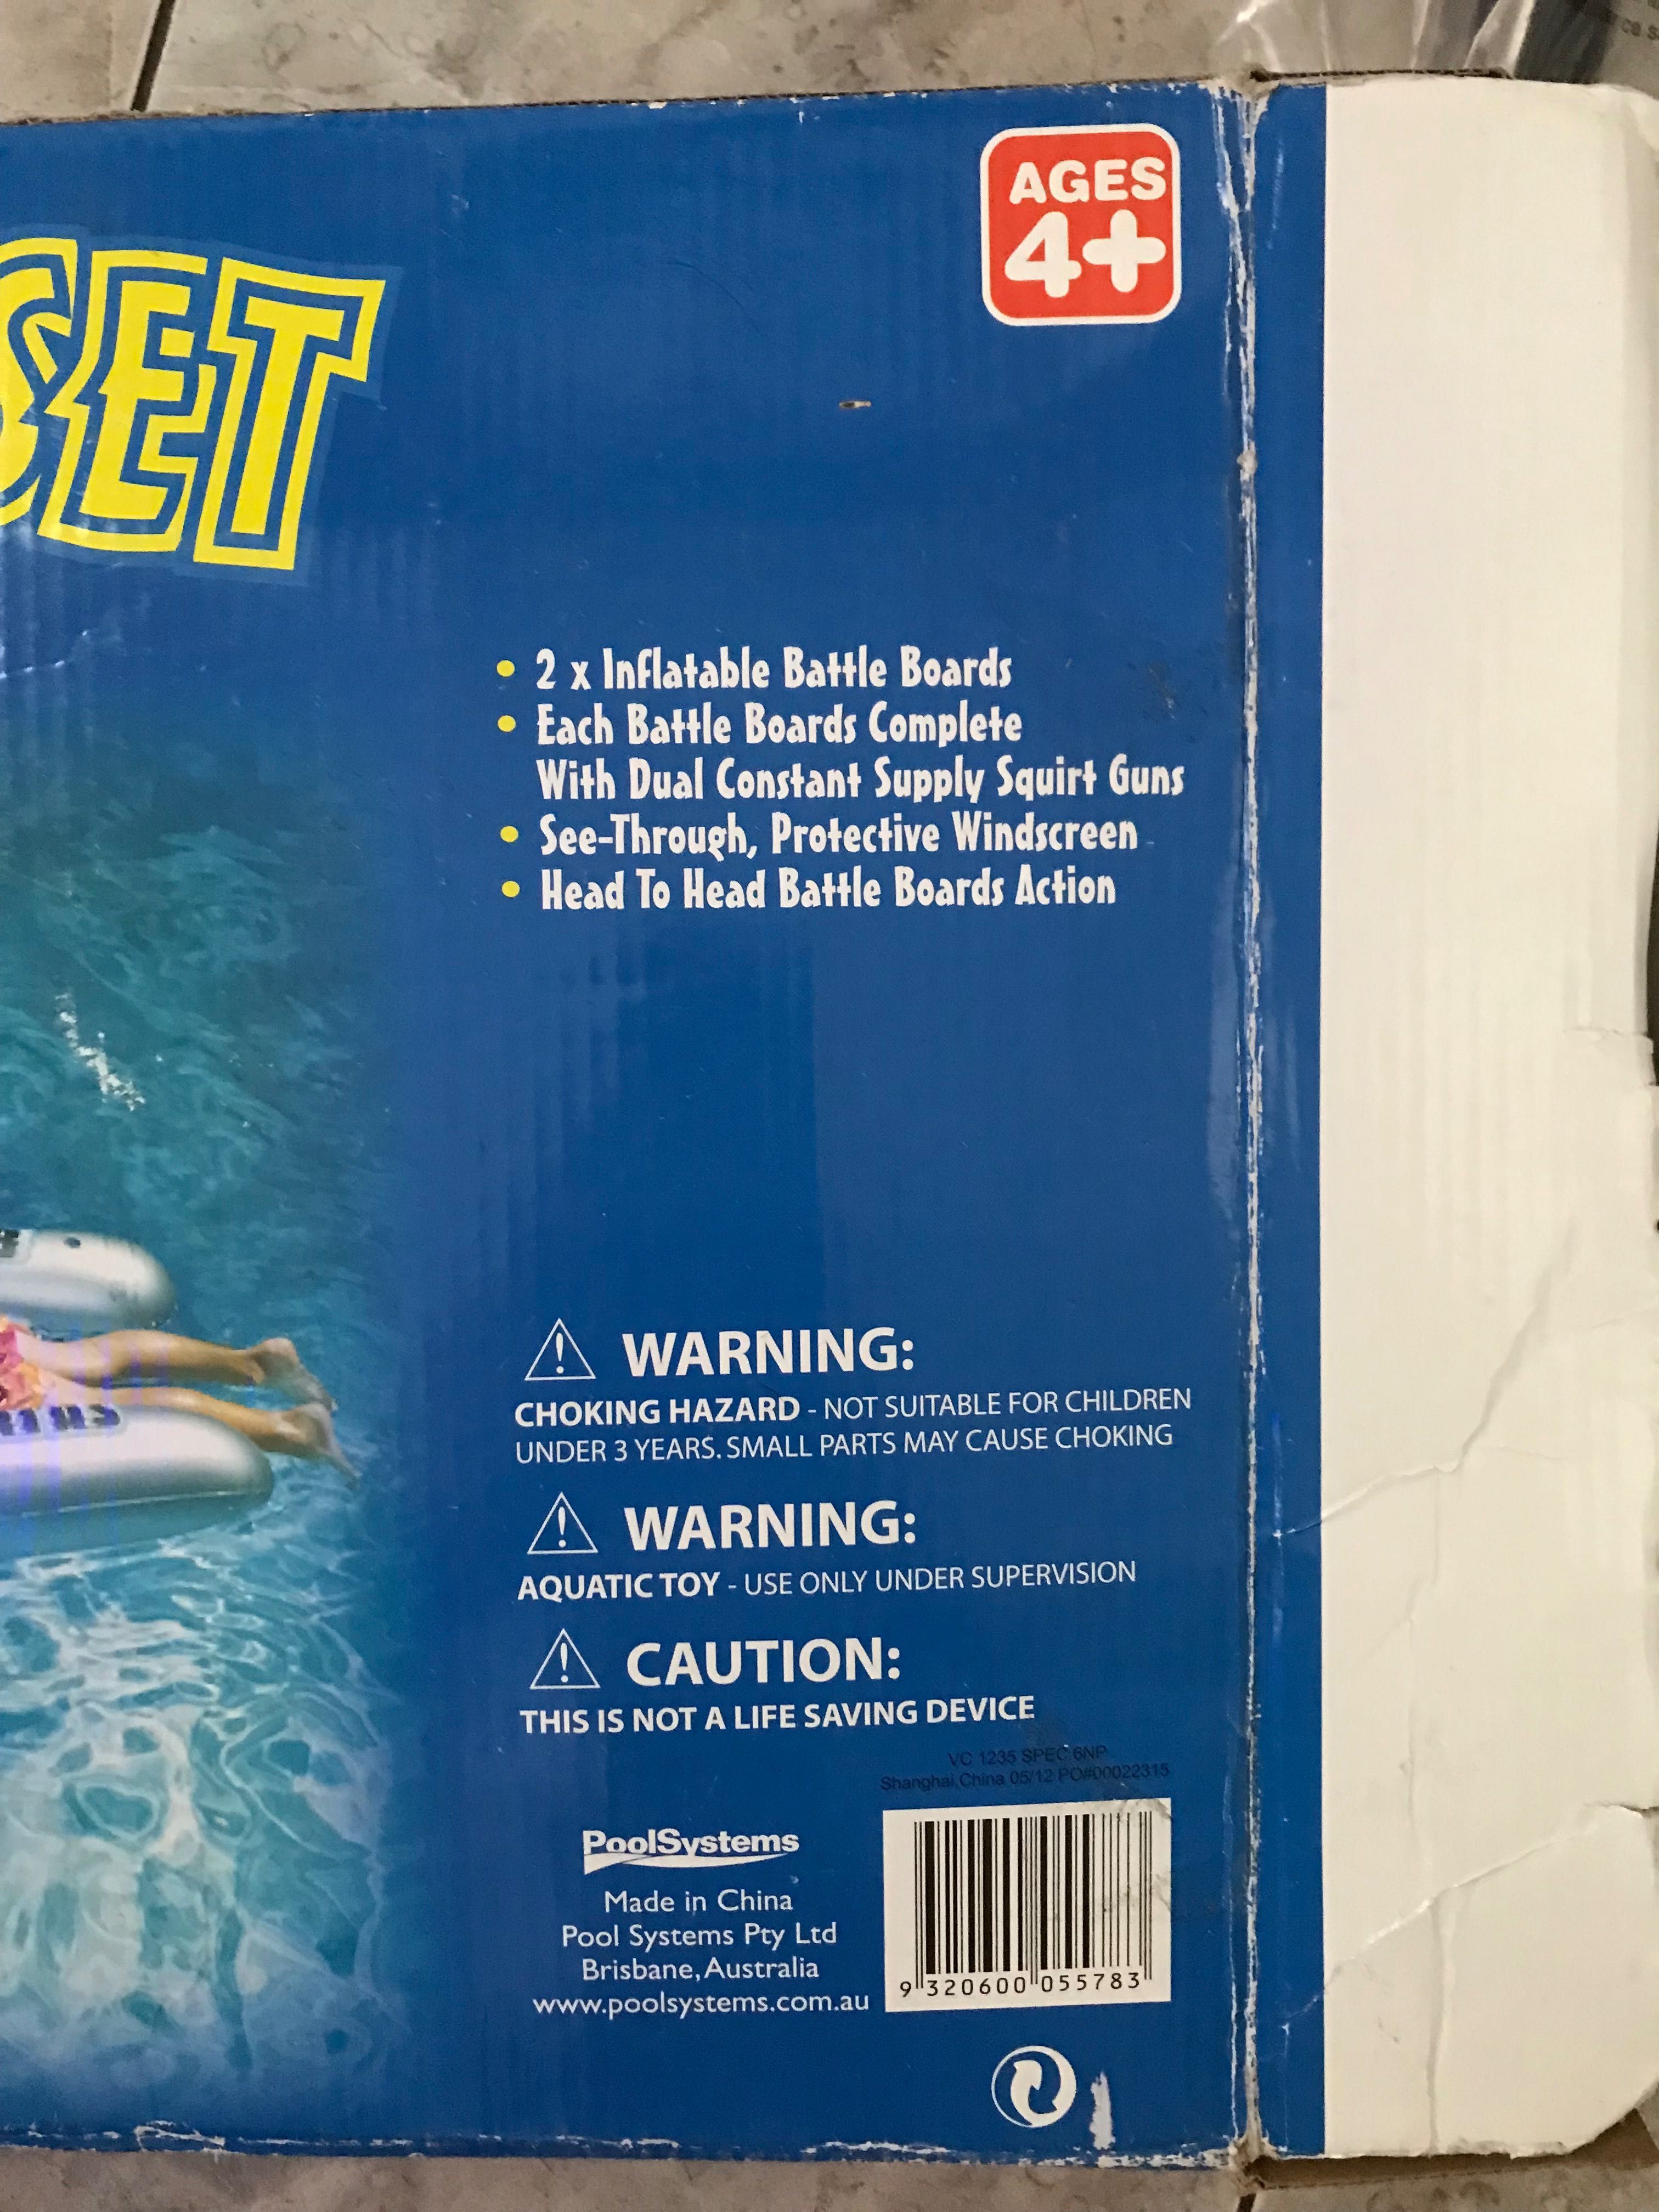 AGES
4+
SET
• 2 x Inflatable Battle Boards
• Each Battle Boards Complete
With Dual Constant Supply Squirt Guns
• See-Through, Protective Windscreen
• Head To Head Battle Boards Action
WARNING:
CHOKING HAZARD - NOT SUITABLE FOR CHILDREN
UNDER 3 YEARS. SMALL PARTS MAY CAUSE CHOKING
WARNING:
AQUATIC TOY - USE ONLY UNDER SUPERVISION
CAUTION:
THIS IS NOT A LIFE SAVING DEVICE
VC 1235 SPEC 6NP
Shanghai,China 05/12 PO#00022315
PoolSystems
Made in China
Pool Systems Pty Ltd
Brisbane, Australia
www.poolsystems.com.au
9 320600 055783